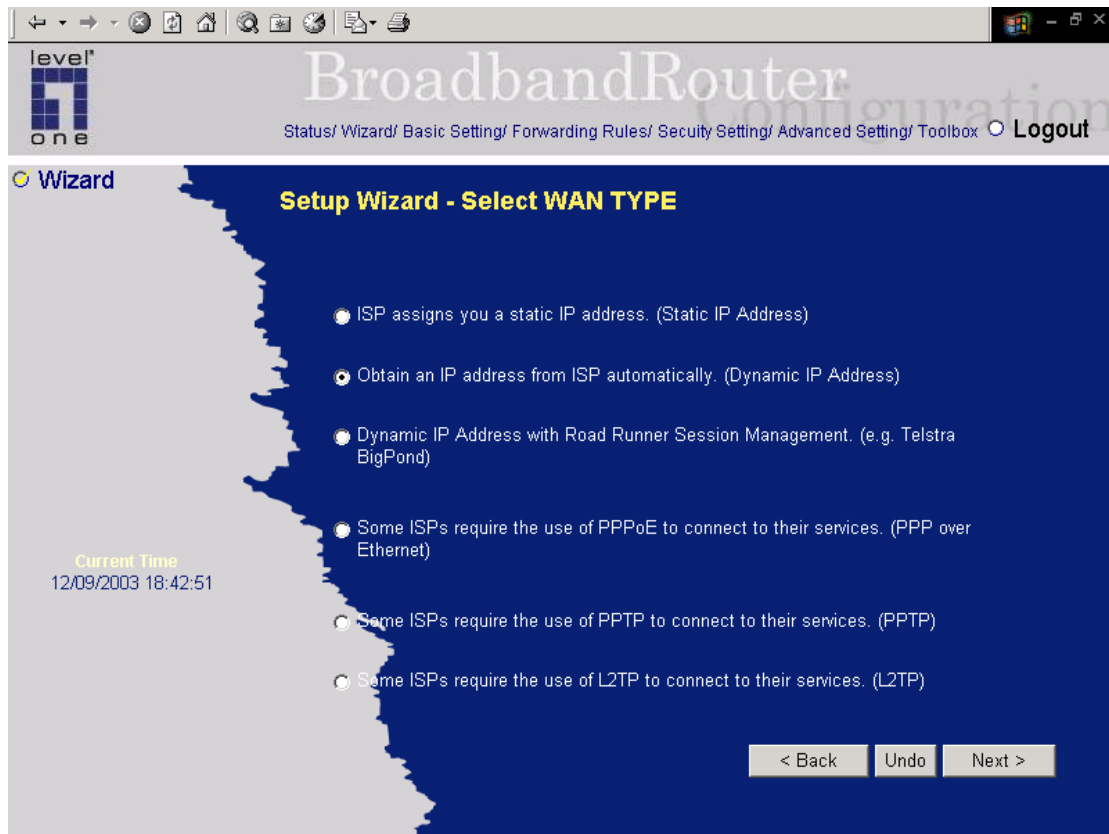 level
one
BroadbandRouter
Configuration
Status/ Wizard/ Basic Setting/ Forwarding Rules/ Secuity Setting/ Advanced Setting/ Toolbox Logout
Wizard
Setup Wizard - Select WAN TYPE
ISP assigns you a static IP address. (Static IP Address)
Obtain an IP address from ISP automatically. (Dynamic IP Address)
Dynamic IP Address with Road Runner Session Management. (e.g. Telstra
BigPond)
Some ISPs require the use of PPPoE to connect to their services. (PPP over
Ethernet)
Current Time
12/09/2003 18:42:51
Some ISPs require the use of PPTP to connect to their services. (PPTP)
Some ISPs require the use of L2TP to connect to their services. (L2TP)
< Back Undo Next >